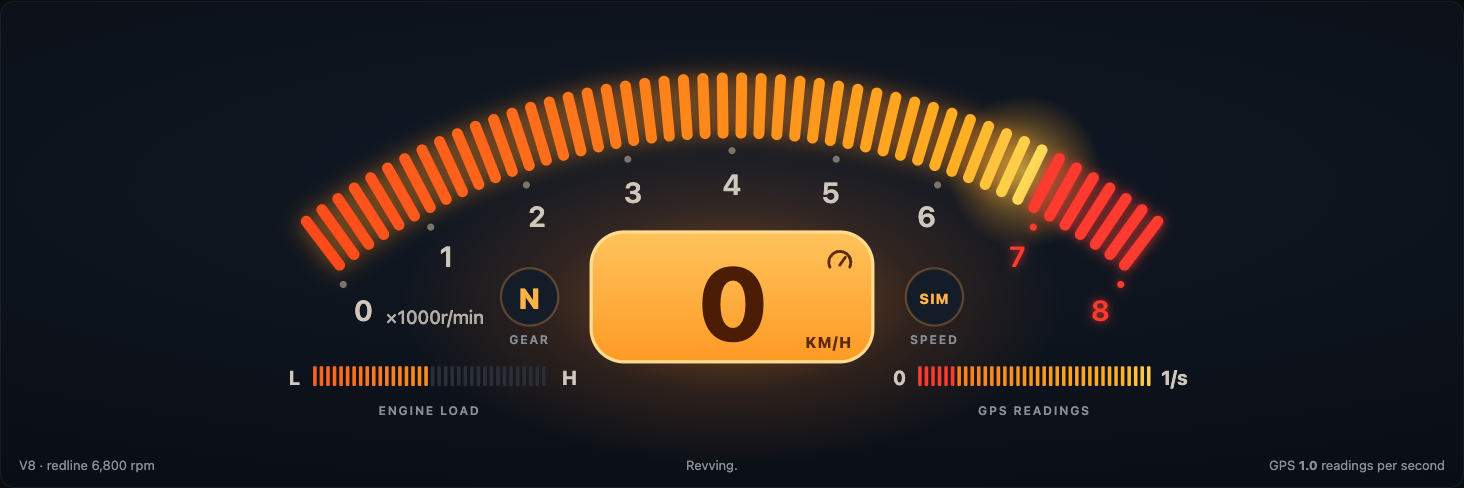 0 1 2 3 4 5 6 7 8
×1000r/min
N
GEAR
0
KM/H
SIM
SPEED
L H
ENGINE LOAD
0 1/s
GPS READINGS
V8 · redline 6,800 rpm
Revving.
GPS 1.0 readings per second